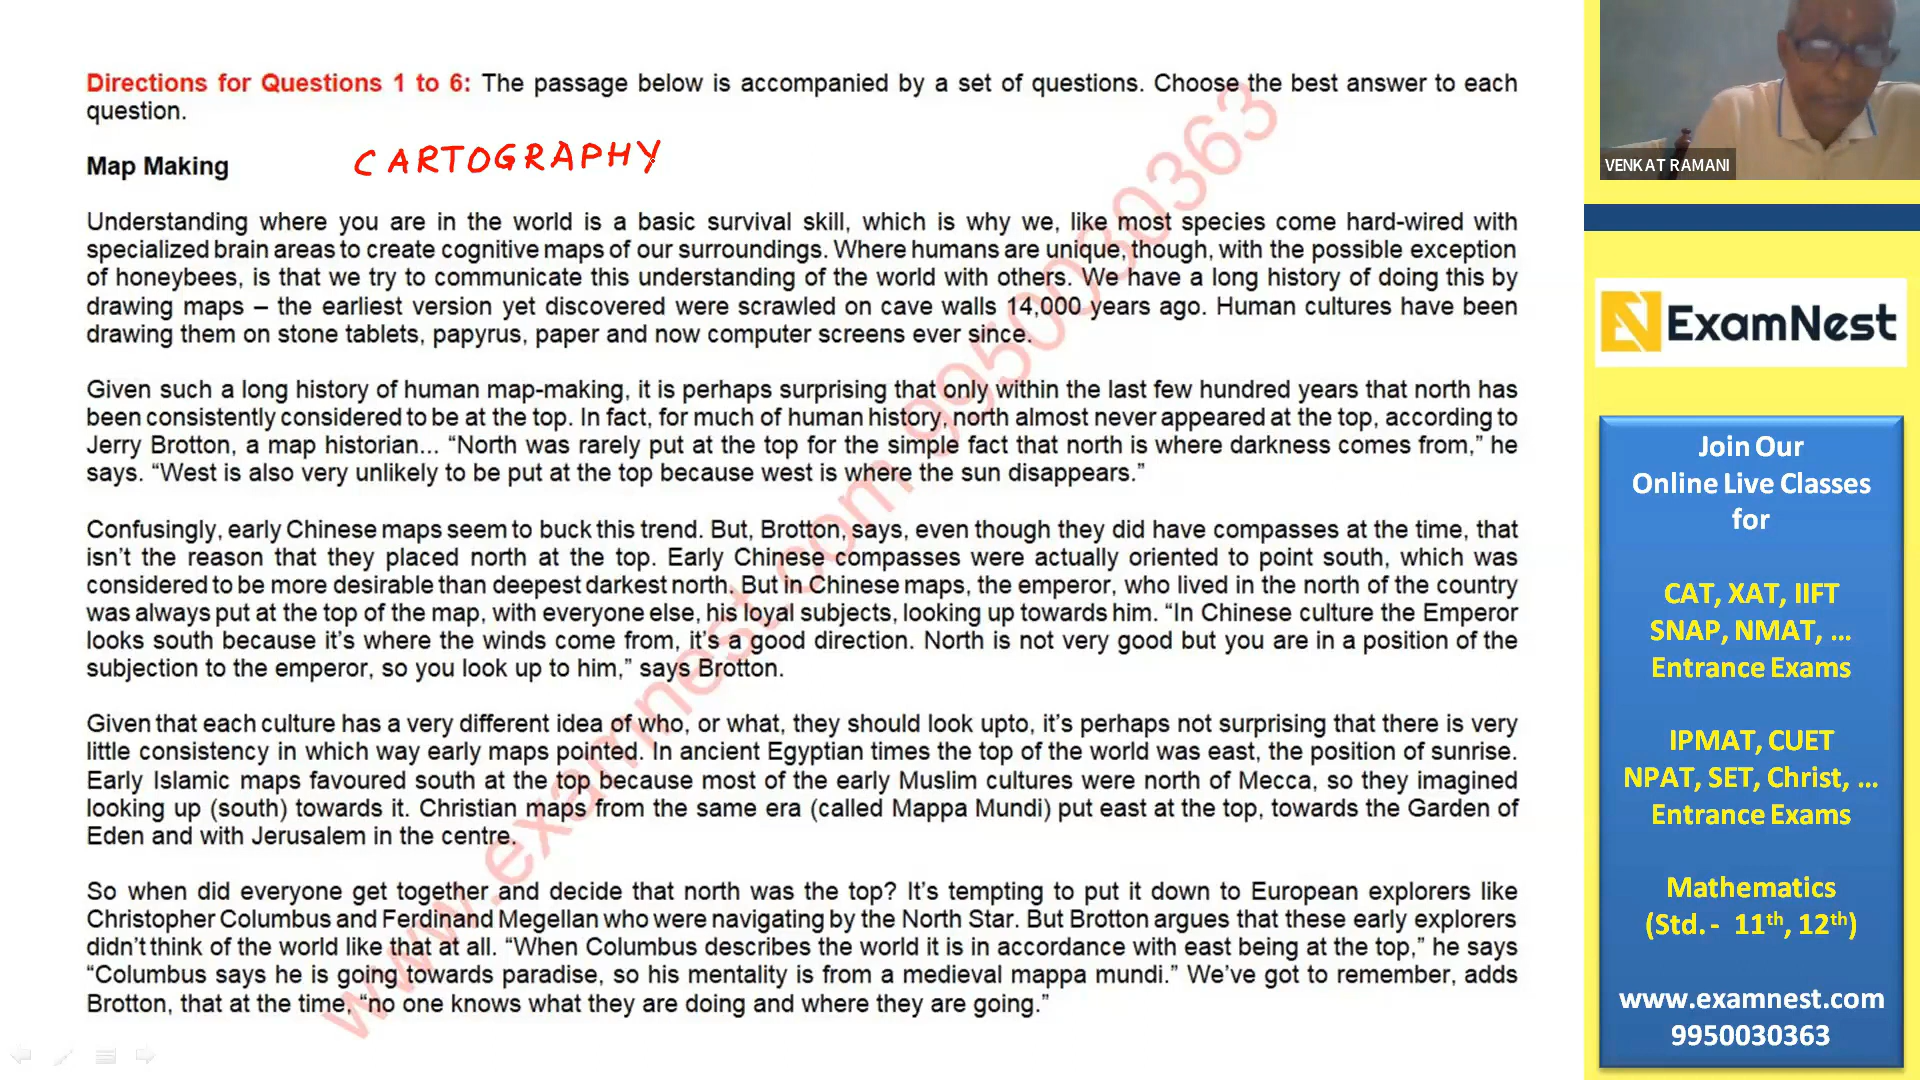 Directions for Questions 1 to 6: The passage below is accompanied by a set of questions. Choose the best answer to each
question.
Map Making
CARTOGRAPHY
Understanding where you are in the world is a basic survival skill, which is why we, like most species come hard-wired with
specialized brain areas to create cognitive maps of our surroundings. Where humans are unique, though, with the possible exception
of honeybees, is that we try to communicate this understanding of the world with others. We have a long history of doing this by
drawing maps – the earliest version yet discovered were scrawled on cave walls 14,000 years ago. Human cultures have been
drawing them on stone tablets, papyrus, paper and now computer screens ever since.
Given such a long history of human map-making, it is perhaps surprising that only within the last few hundred years that north has
been consistently considered to be at the top. In fact, for much of human history, north almost never appeared at the top, according to
Jerry Brotton, a map historian... “North was rarely put at the top for the simple fact that north is where darkness comes from,” he
says. “West is also very unlikely to be put at the top because west is where the sun disappears.”
Confusingly, early Chinese maps seem to buck this trend. But, Brotton, says, even though they did have compasses at the time, that
isn’t the reason that they placed north at the top. Early Chinese compasses were actually oriented to point south, which was
considered to be more desirable than deepest darkest north. But in Chinese maps, the emperor, who lived in the north of the country
was always put at the top of the map, with everyone else, his loyal subjects, looking up towards him. “In Chinese culture the Emperor
looks south because it’s where the winds come from, it’s a good direction. North is not very good but you are in a position of the
subjection to the emperor, so you look up to him,” says Brotton.
Given that each culture has a very different idea of who, or what, they should look upto, it’s perhaps not surprising that there is very
little consistency in which way early maps pointed. In ancient Egyptian times the top of the world was east, the position of sunrise.
Early Islamic maps favoured south at the top because most of the early Muslim cultures were north of Mecca, so they imagined
looking up (south) towards it. Christian maps from the same era (called Mappa Mundi) put east at the top, towards the Garden of
Eden and with Jerusalem in the centre.
So when did everyone get together and decide that north was the top? It’s tempting to put it down to European explorers like
Christopher Columbus and Ferdinand Megellan who were navigating by the North Star. But Brotton argues that these early explorers
didn’t think of the world like that at all. “When Columbus describes the world it is in accordance with east being at the top,” he says
“Columbus says he is going towards paradise, so his mentality is from a medieval mappa mundi.” We’ve got to remember, adds
Brotton, that at the time, “no one knows what they are doing and where they are going.”
www.examnest.com 9950030363
VENKAT RAMANI
ExamNest
Join Our
Online Live Classes
for
CAT, XAT, IIFT
SNAP, NMAT, ...
Entrance Exams
IPMAT, CUET
NPAT, SET, Christ, ...
Entrance Exams
Mathematics
(Std. - 11th, 12th)
www.examnest.com
9950030363